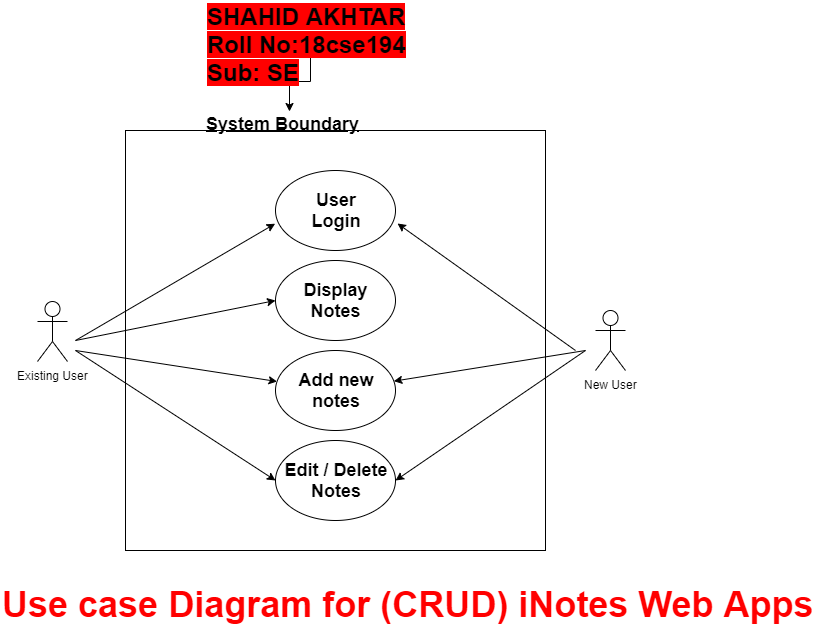 SHAHID AKHTAR
Roll No:18cse194
Sub: SE
System Boundary
User
Login
Display
Notes
Existing User
Add new
notes
New User
Edit / Delete
Notes
Use case Diagram for (CRUD) iNotes Web Apps